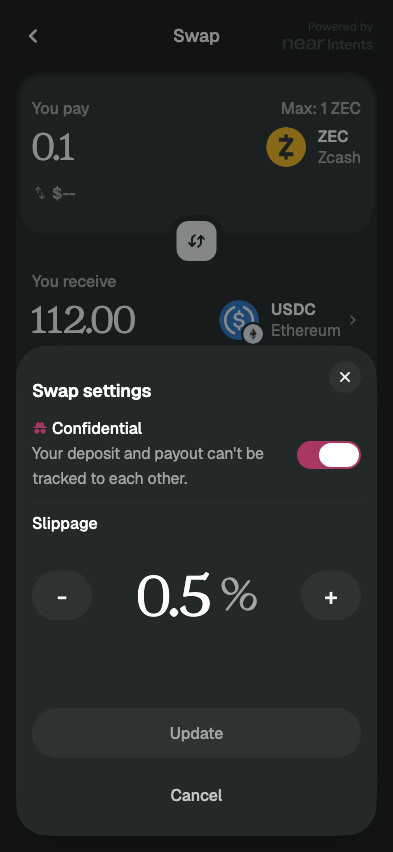 Swap
Powered by
near intents
You pay
Max: 1 ZEC
0.1
ZEC
Zcash
$--
You receive
112.00
USDC
Ethereum
Swap settings
Confidential
Your deposit and payout can't be
tracked to each other.
Slippage
- 0.5 % +
Update
Cancel